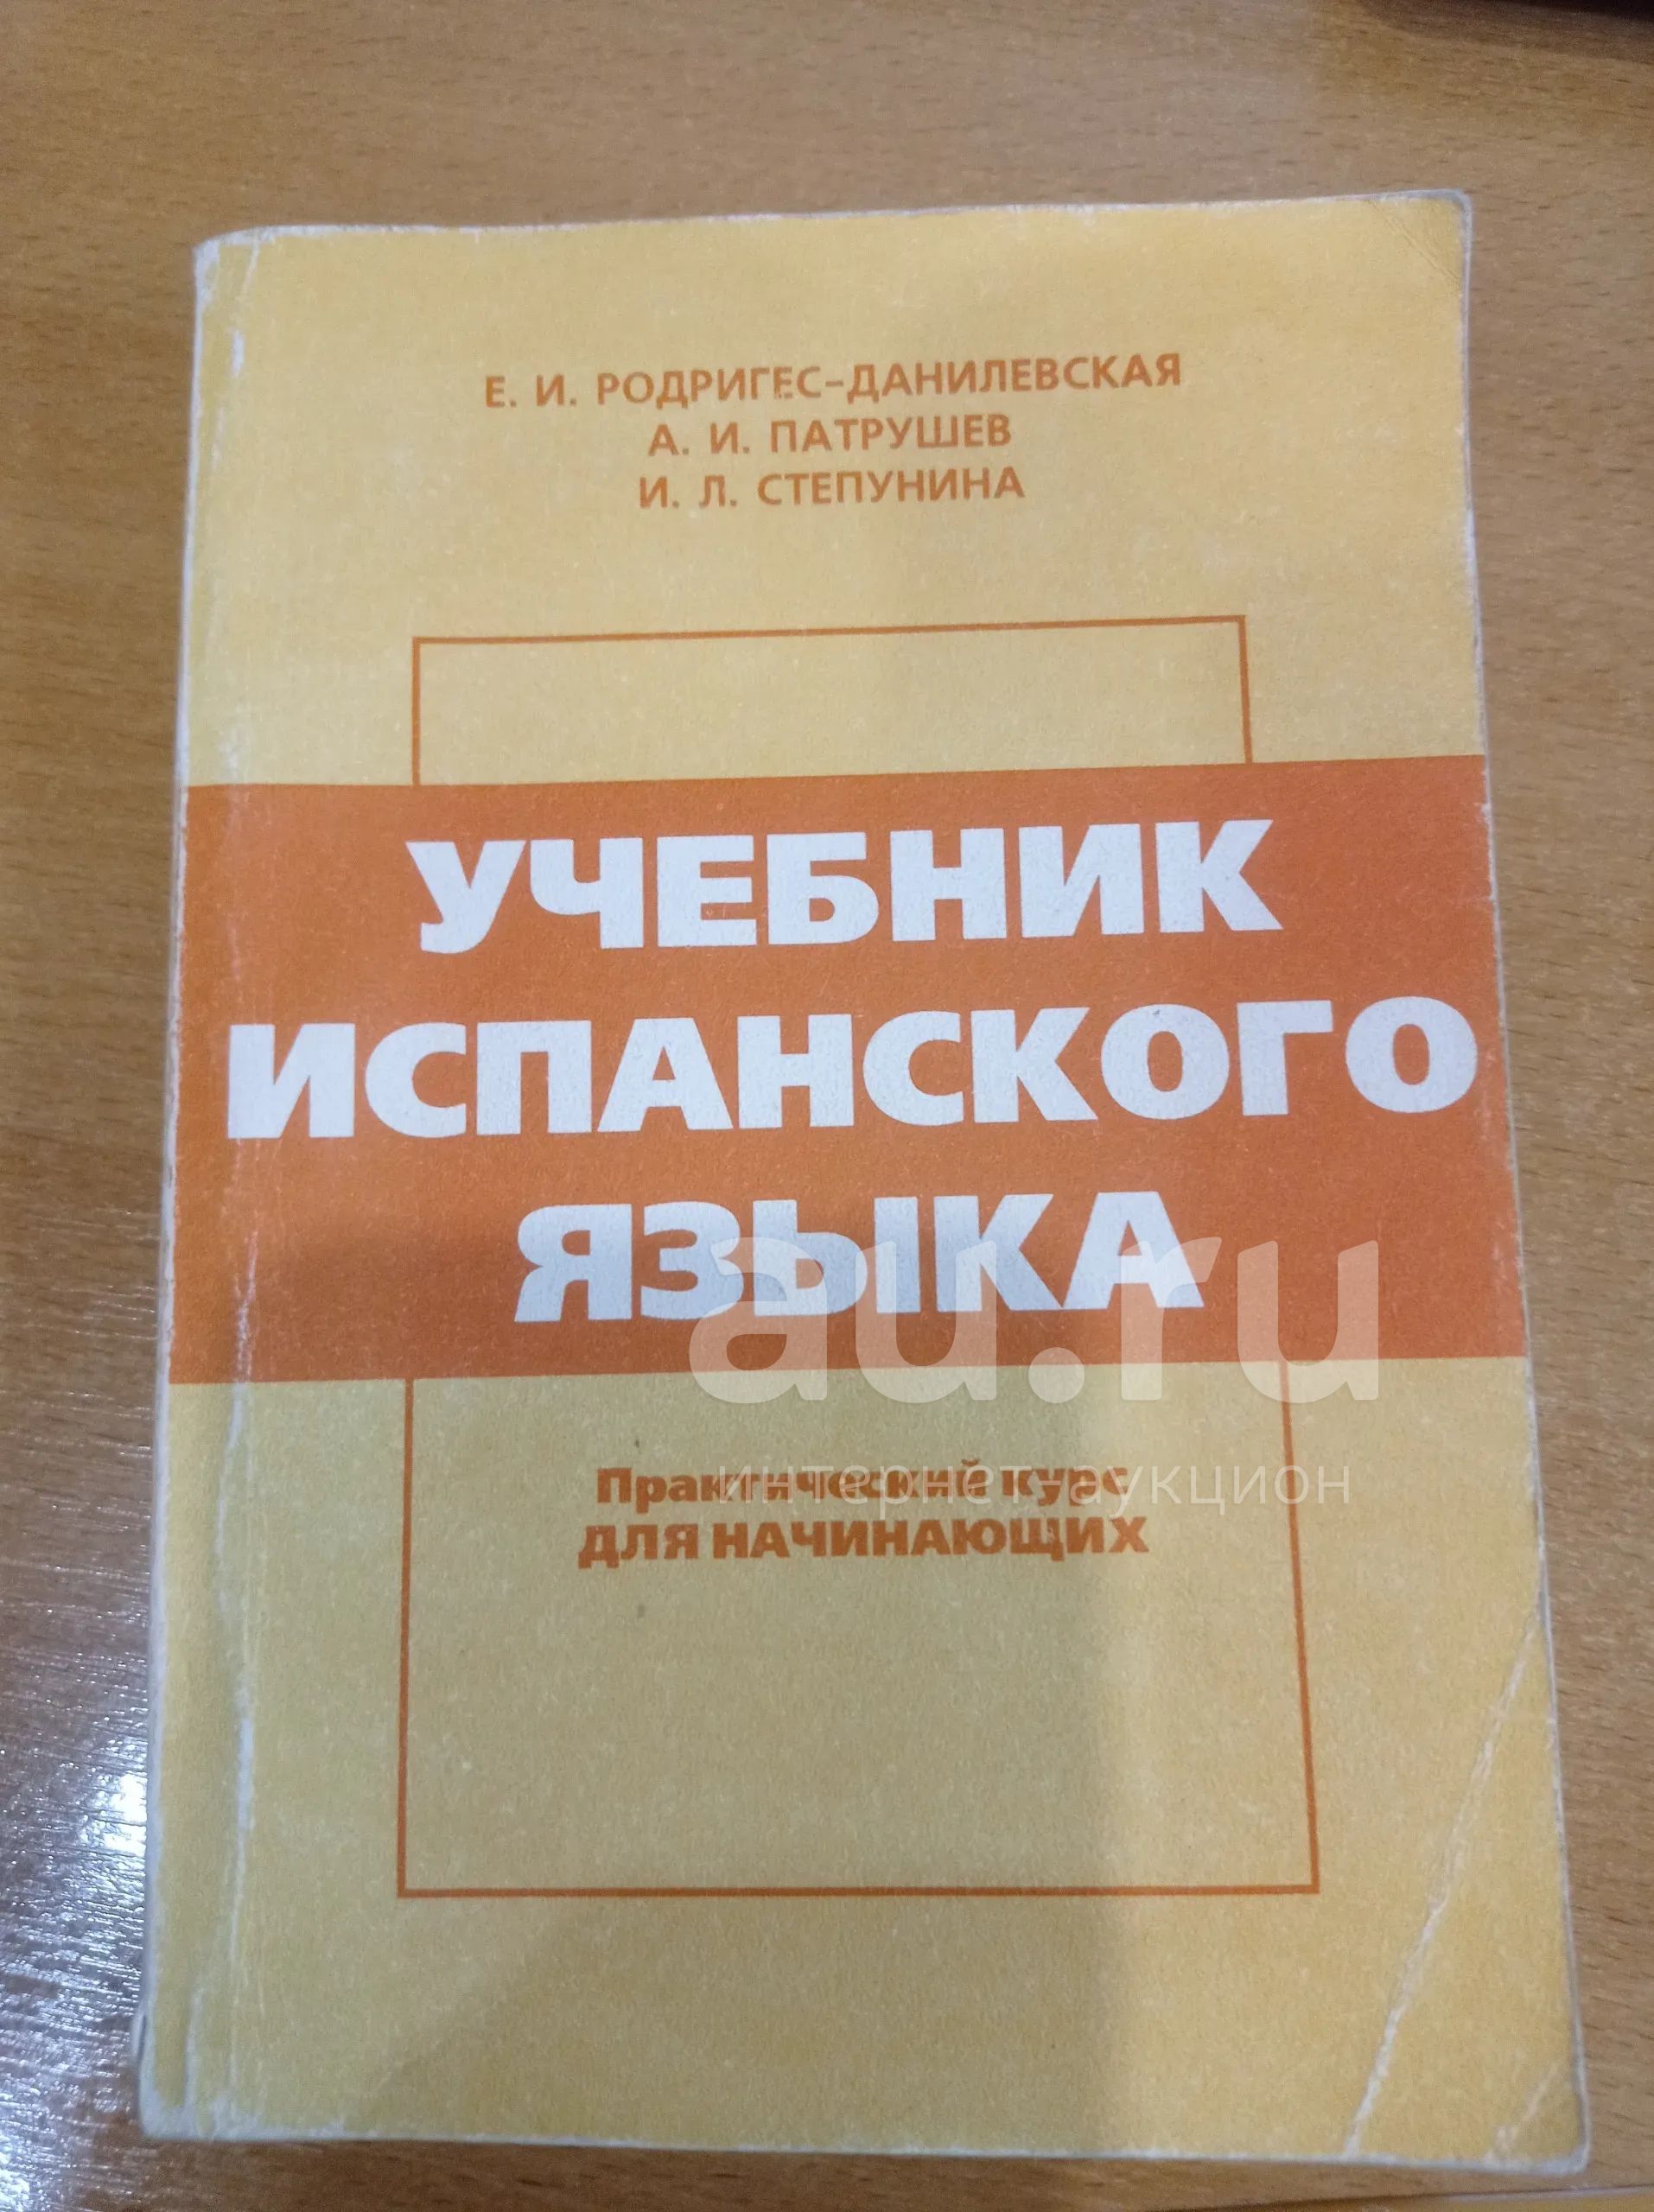 Е. И. РОДРИГЕС-ДАНИЛЕВСКАЯ
А. И. ПАТРУШЕВ
И. Л. СТЕПУНИНА
УЧЕБНИК
ИСПАНСКОГО
ЯЗЫКА
au.ru
Практический курс
интернет-аукцион
ДЛЯ НАЧИНАЮЩИХ